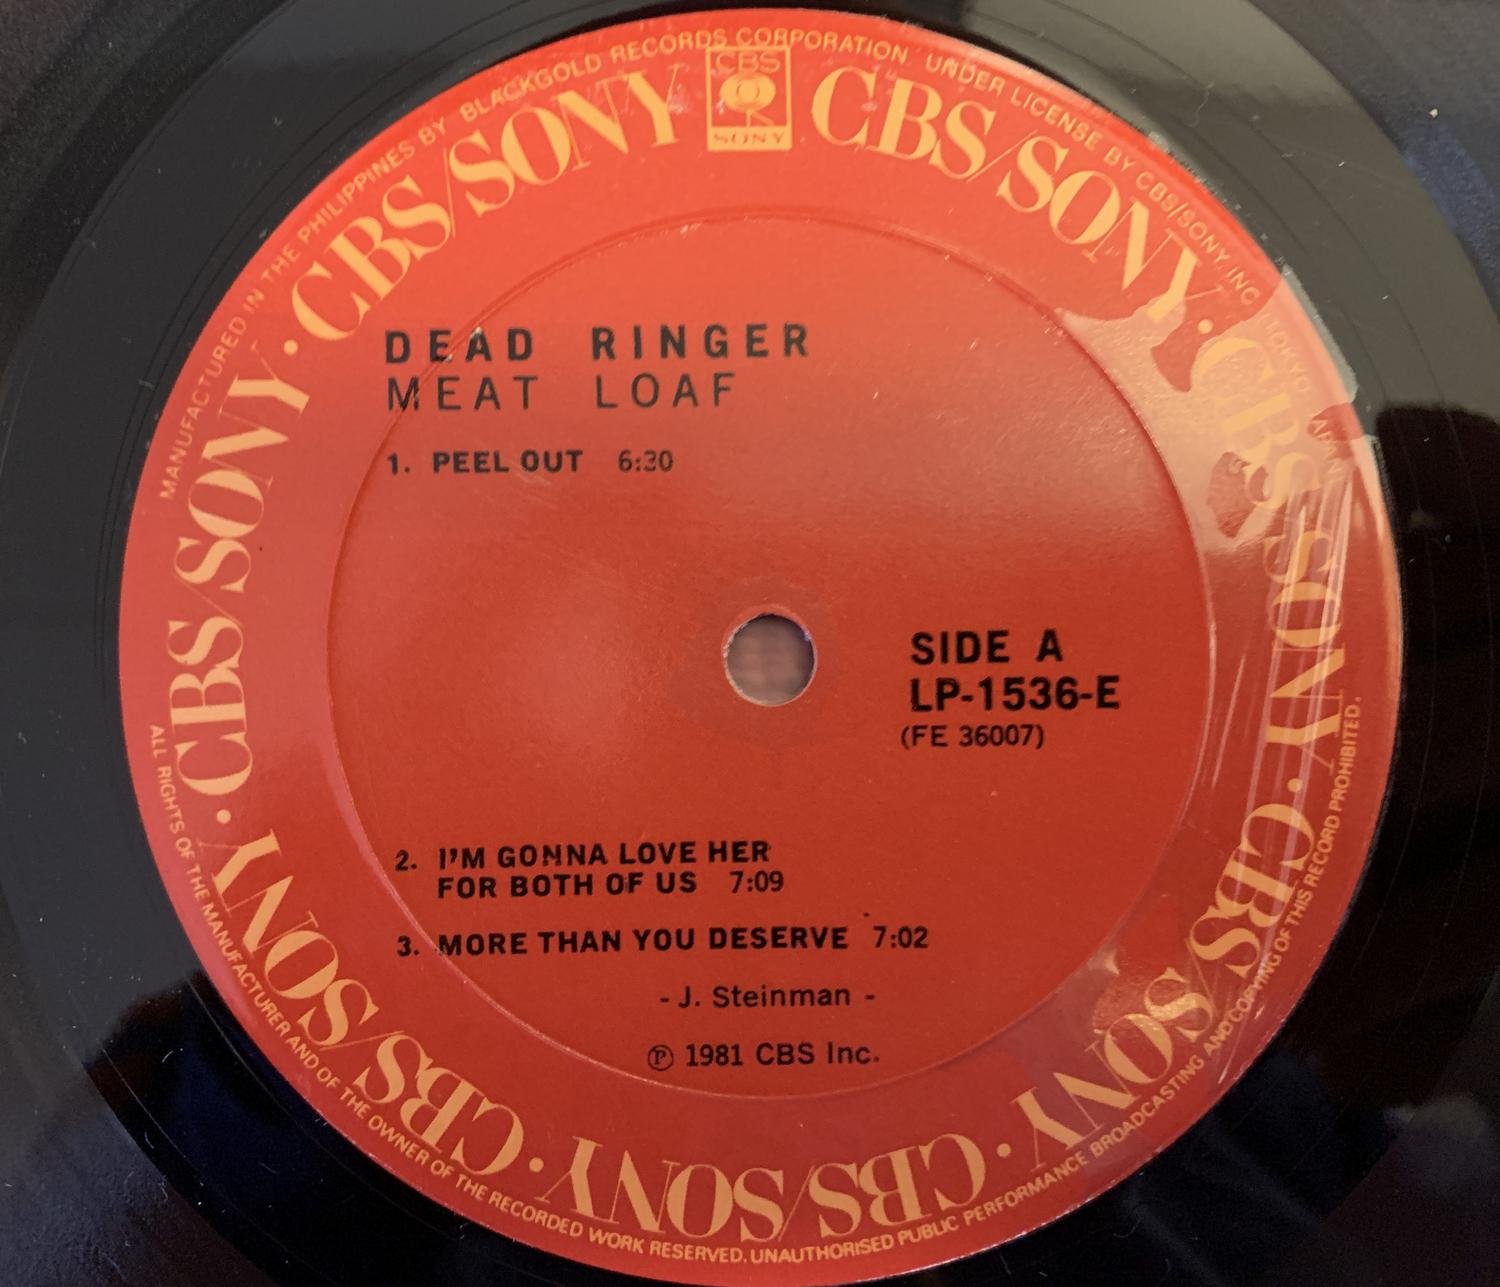 MANUFACTURED IN THE PHILIPPINES BY BLACKGOLD RECORDS CORPORATION UNDER LICENSE BY CBS/SONY INC TOKYO JAPAN
CBS
SONY
CBS/SONY · CBS/SONY · CBS/SONY · CBS/SONY · CBS/SONY · CBS/SONY · CBS/SONY · CBS/SONY
DEAD RINGER
MEAT LOAF
1. PEEL OUT 6:30
SIDE A
LP-1536-E
(FE 36007)
2. I'M GONNA LOVE HER
FOR BOTH OF US 7:09
3. MORE THAN YOU DESERVE 7:02
- J. Steinman -
℗ 1981 CBS Inc.
ALL RIGHTS OF THE MANUFACTURER AND OF THE OWNER OF THE RECORDED WORK RESERVED. UNAUTHORISED PUBLIC PERFORMANCE BROADCASTING AND COPYING OF THIS RECORD PROHIBITED.